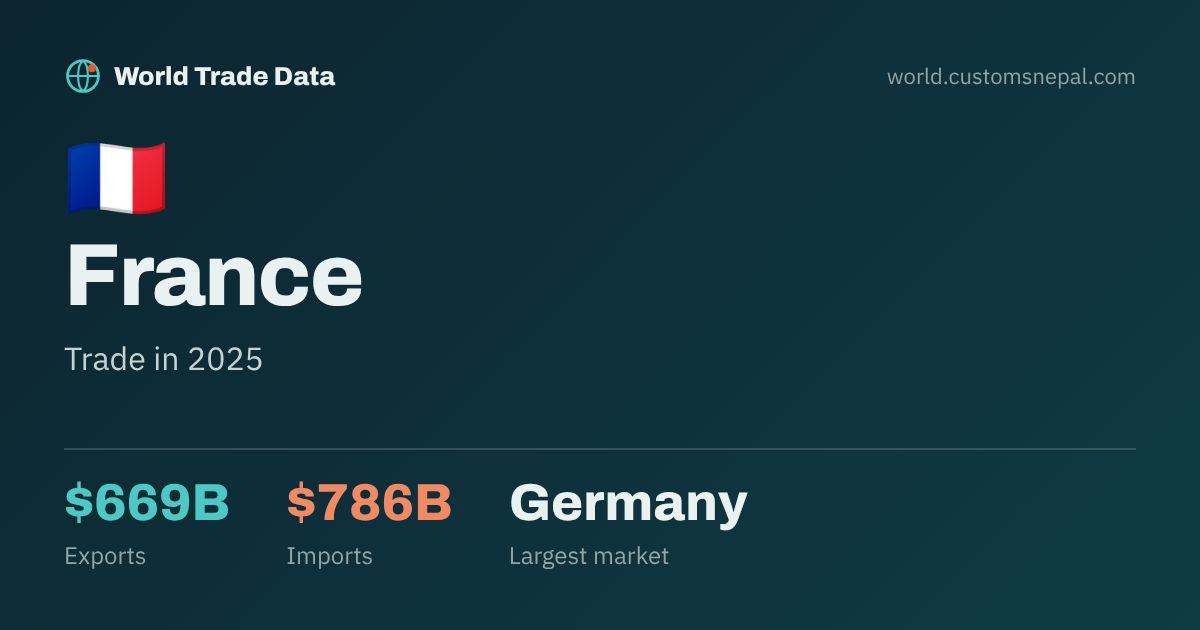 World Trade Data
world.customsnepal.com
France
Trade in 2025
$669B
Exports
$786B
Imports
Germany
Largest market